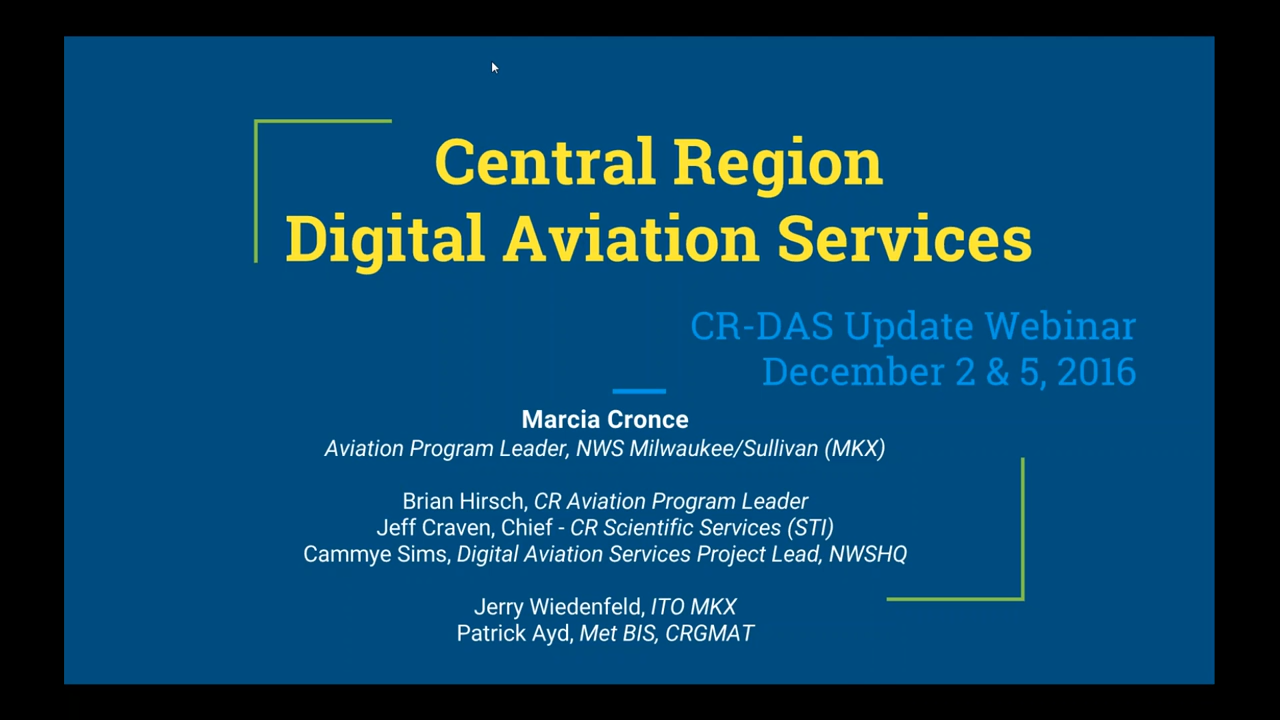 Central Region
Digital Aviation Services
CR-DAS Update Webinar
December 2 & 5, 2016
Marcia Cronce
Aviation Program Leader, NWS Milwaukee/Sullivan (MKX)
Brian Hirsch, CR Aviation Program Leader
Jeff Craven, Chief - CR Scientific Services (STI)
Cammye Sims, Digital Aviation Services Project Lead, NWSHQ
Jerry Wiedenfeld, ITO MKX
Patrick Ayd, Met BIS, CRGMAT